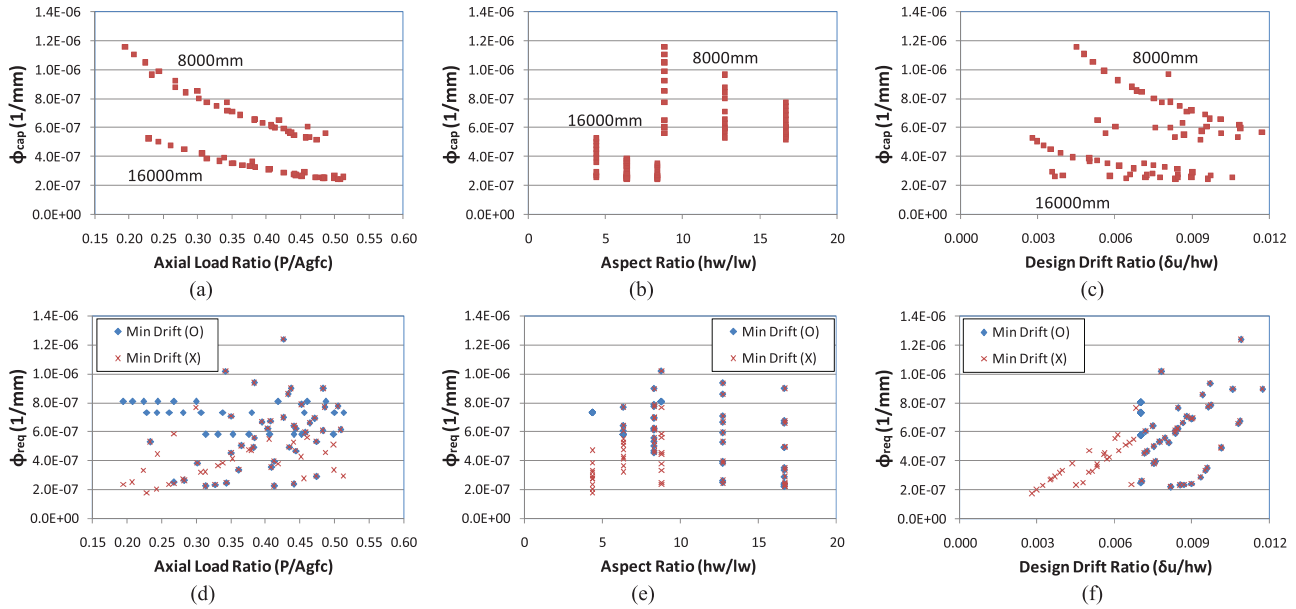 1.4E-06
1.2E-06
1.0E-06
8.0E-07
6.0E-07
4.0E-07
2.0E-07
0.0E+00
ϕcap (1/mm)
8000mm
16000mm
0.15 0.20 0.25 0.30 0.35 0.40 0.45 0.50 0.55 0.60
Axial Load Ratio (P/Agfc)
(a)
1.4E-06
1.2E-06
1.0E-06
8.0E-07
6.0E-07
4.0E-07
2.0E-07
0.0E+00
ϕcap (1/mm)
8000mm
16000mm
0 5 10 15 20
Aspect Ratio (hw/lw)
(b)
1.4E-06
1.2E-06
1.0E-06
8.0E-07
6.0E-07
4.0E-07
2.0E-07
0.0E+00
ϕcap (1/mm)
8000mm
16000mm
0.000 0.003 0.006 0.009 0.012
Design Drift Ratio (δu/hw)
(c)
1.4E-06
1.2E-06
1.0E-06
8.0E-07
6.0E-07
4.0E-07
2.0E-07
0.0E+00
ϕreq (1/mm)
Min Drift (O)
Min Drift (X)
0.15 0.20 0.25 0.30 0.35 0.40 0.45 0.50 0.55 0.60
Axial Load Ratio (P/Agfc)
(d)
1.4E-06
1.2E-06
1.0E-06
8.0E-07
6.0E-07
4.0E-07
2.0E-07
0.0E+00
ϕreq (1/mm)
Min Drift (O)
Min Drift (X)
0 5 10 15 20
Aspect Ratio (hw/lw)
(e)
1.4E-06
1.2E-06
1.0E-06
8.0E-07
6.0E-07
4.0E-07
2.0E-07
0.0E+00
ϕreq (1/mm)
Min Drift (O)
Min Drift (X)
0.000 0.003 0.006 0.009 0.012
Design Drift Ratio (δu/hw)
(f)